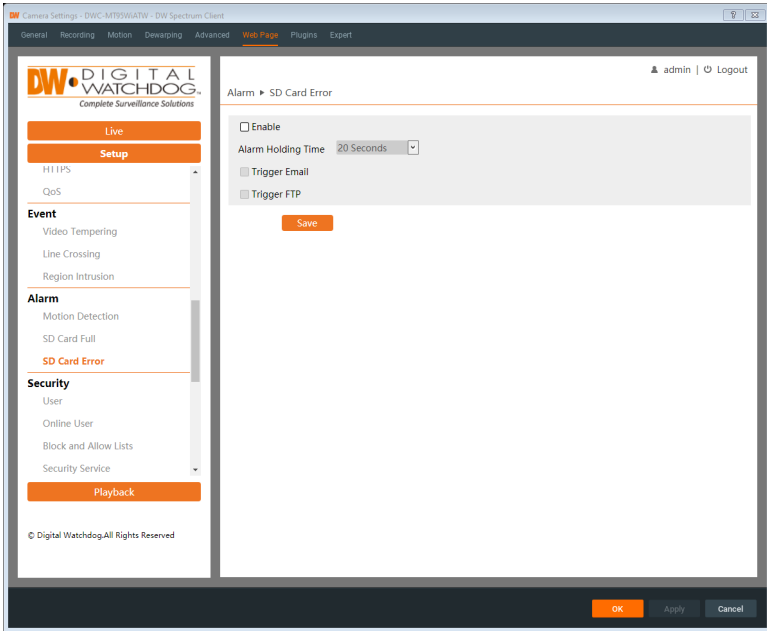 DW Camera Settings - DWC-MT95WiATW - DW Spectrum Client
General Recording Motion Dewarping Advanced Web Page Plugins Expert
DW DIGITAL WATCHDOG
Complete Surveillance Solutions
admin | Logout
Alarm ▸ SD Card Error
Live
Setup
HTTPS
QoS
Event
Video Tempering
Line Crossing
Region Intrusion
Alarm
Motion Detection
SD Card Full
SD Card Error
Security
User
Online User
Block and Allow Lists
Security Service
Playback
© Digital Watchdog.All Rights Reserved
Enable
Alarm Holding Time 20 Seconds
Trigger Email
Trigger FTP
Save
OK Apply Cancel